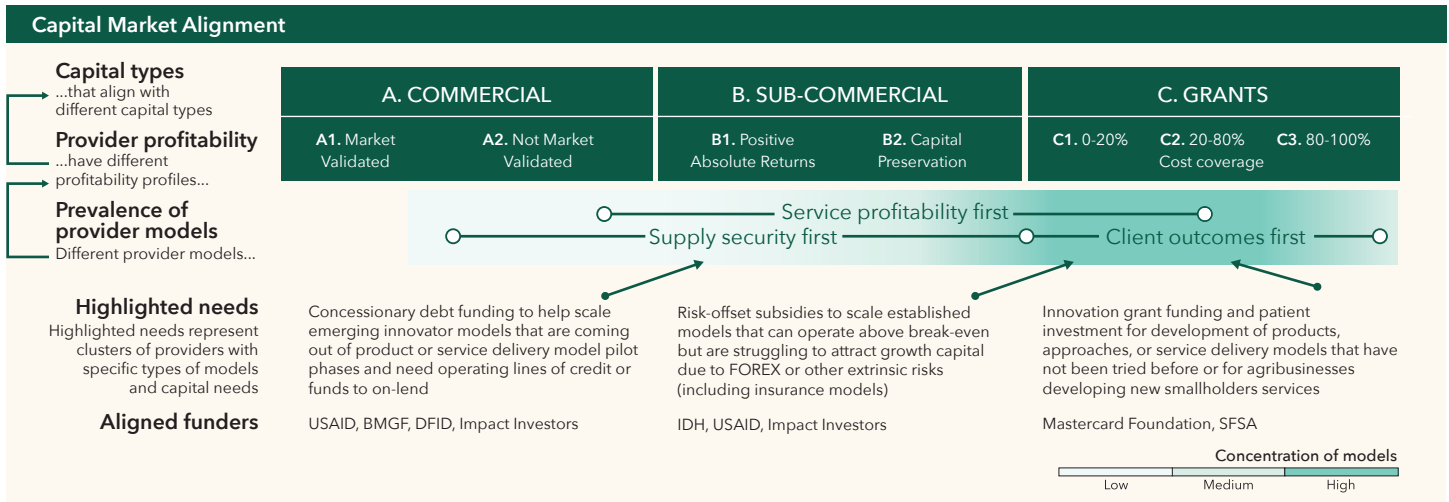 Capital Market Alignment
Capital types
...that align with
different capital types
Provider profitability
...have different
profitability profiles...
Prevalence of
provider models
Different provider models...
A. COMMERCIAL
A1. Market
Validated
A2. Not Market
Validated
B. SUB-COMMERCIAL
B1. Positive
Absolute Returns
B2. Capital
Preservation
C. GRANTS
C1. 0-20%
C2. 20-80%
C3. 80-100%
Cost coverage
Service profitability first
Supply security first
Client outcomes first
Highlighted needs
Highlighted needs represent
clusters of providers with
specific types of models
and capital needs
Concessionary debt funding to help scale
emerging innovator models that are coming
out of product or service delivery model pilot
phases and need operating lines of credit or
funds to on-lend
Risk-offset subsidies to scale established
models that can operate above break-even
but are struggling to attract growth capital
due to FOREX or other extrinsic risks
(including insurance models)
Innovation grant funding and patient
investment for development of products,
approaches, or service delivery models that have
not been tried before or for agribusinesses
developing new smallholders services
Aligned funders
USAID, BMGF, DFID, Impact Investors
IDH, USAID, Impact Investors
Mastercard Foundation, SFSA
Concentration of models
Low
Medium
High